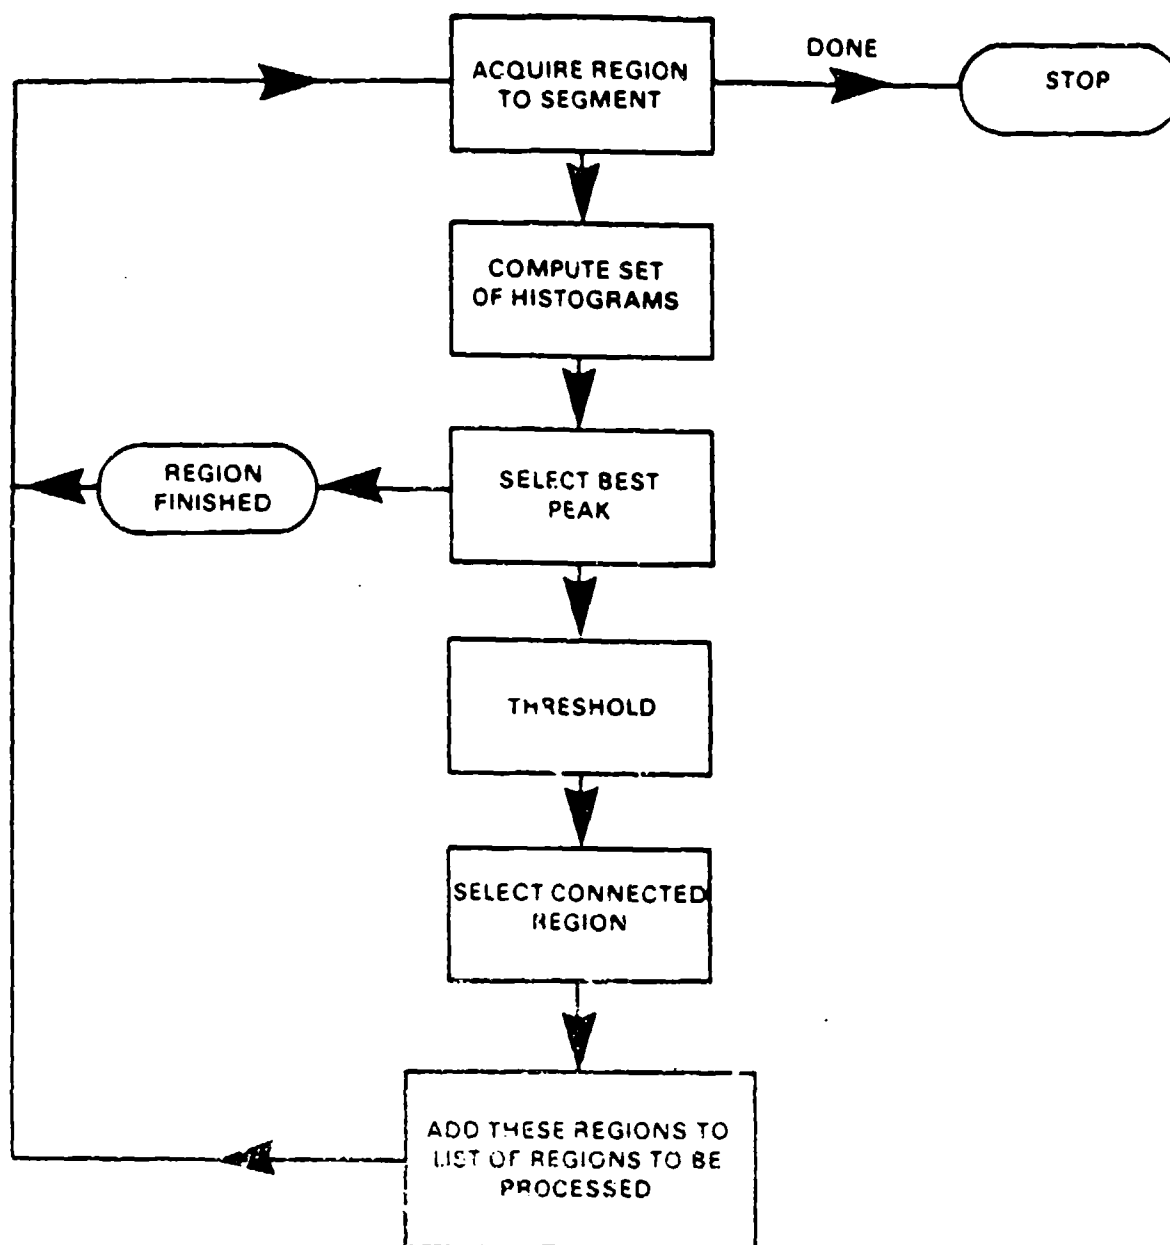 ACQUIRE REGION
TO SEGMENT
DONE
STOP
COMPUTE SET
OF HISTOGRAMS
REGION
FINISHED
SELECT BEST
PEAK
THRESHOLD
SELECT CONNECTED
REGION
ADD THESE REGIONS TO
LIST OF REGIONS TO BE
PROCESSED